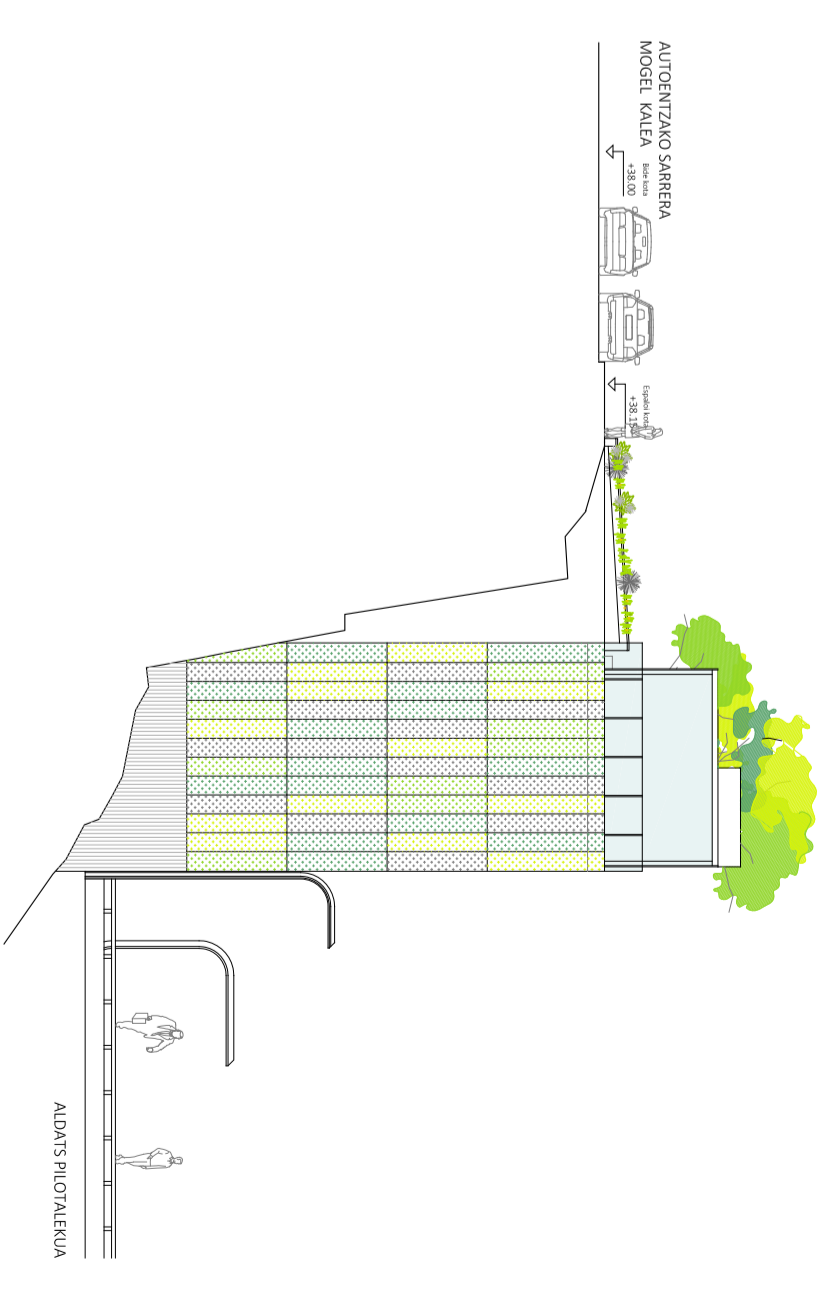 AUTOENTZAKO SARRERA
MOGEL KALEA
Bide kota
+38.00
Espaloi kota
+38.15
ALDATS PILOTALEKUA